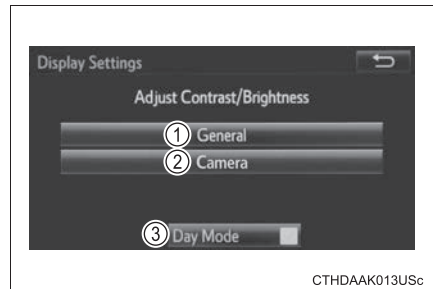 Display Settings
Adjust Contrast/Brightness
① General
② Camera
③ Day Mode
CTHDAAK013USc